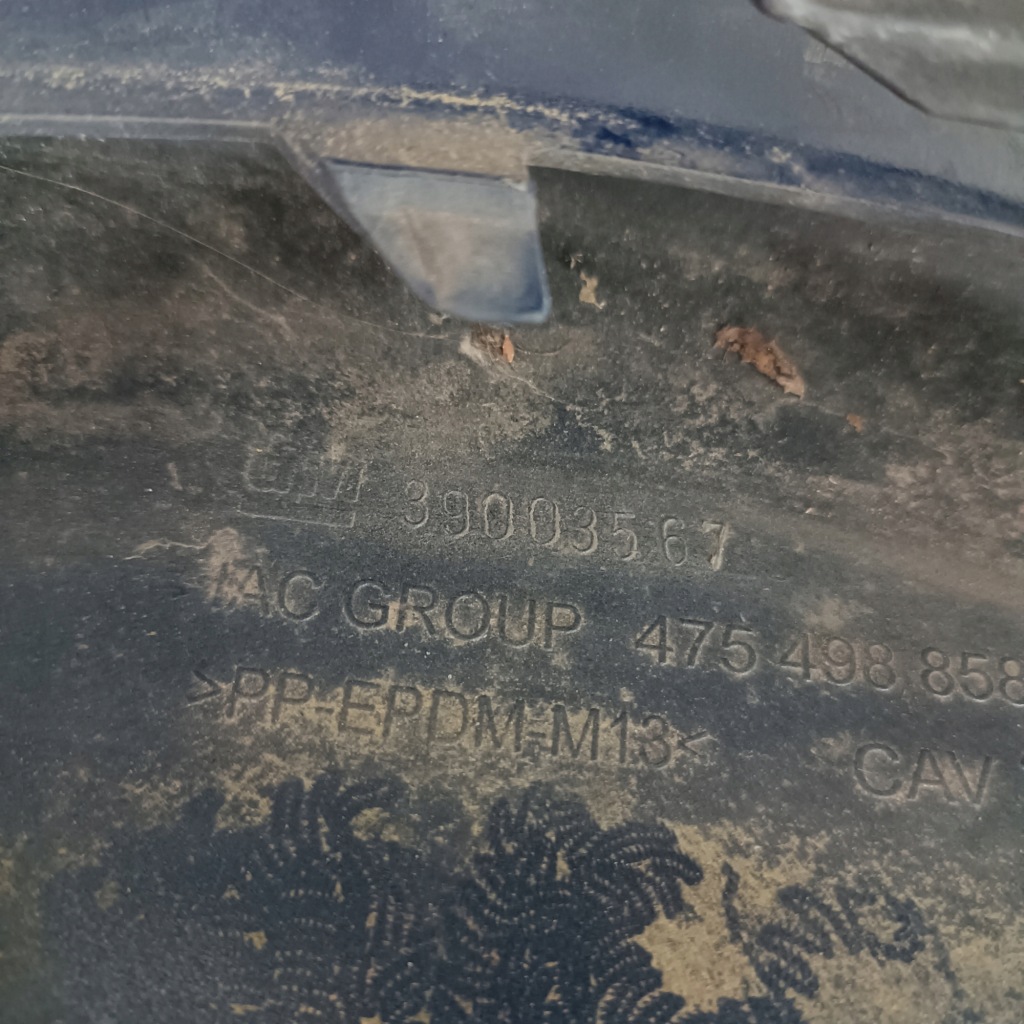 GM 39003567
IAC GROUP 475 498 858
>PP-EPDM-M13<
CAV